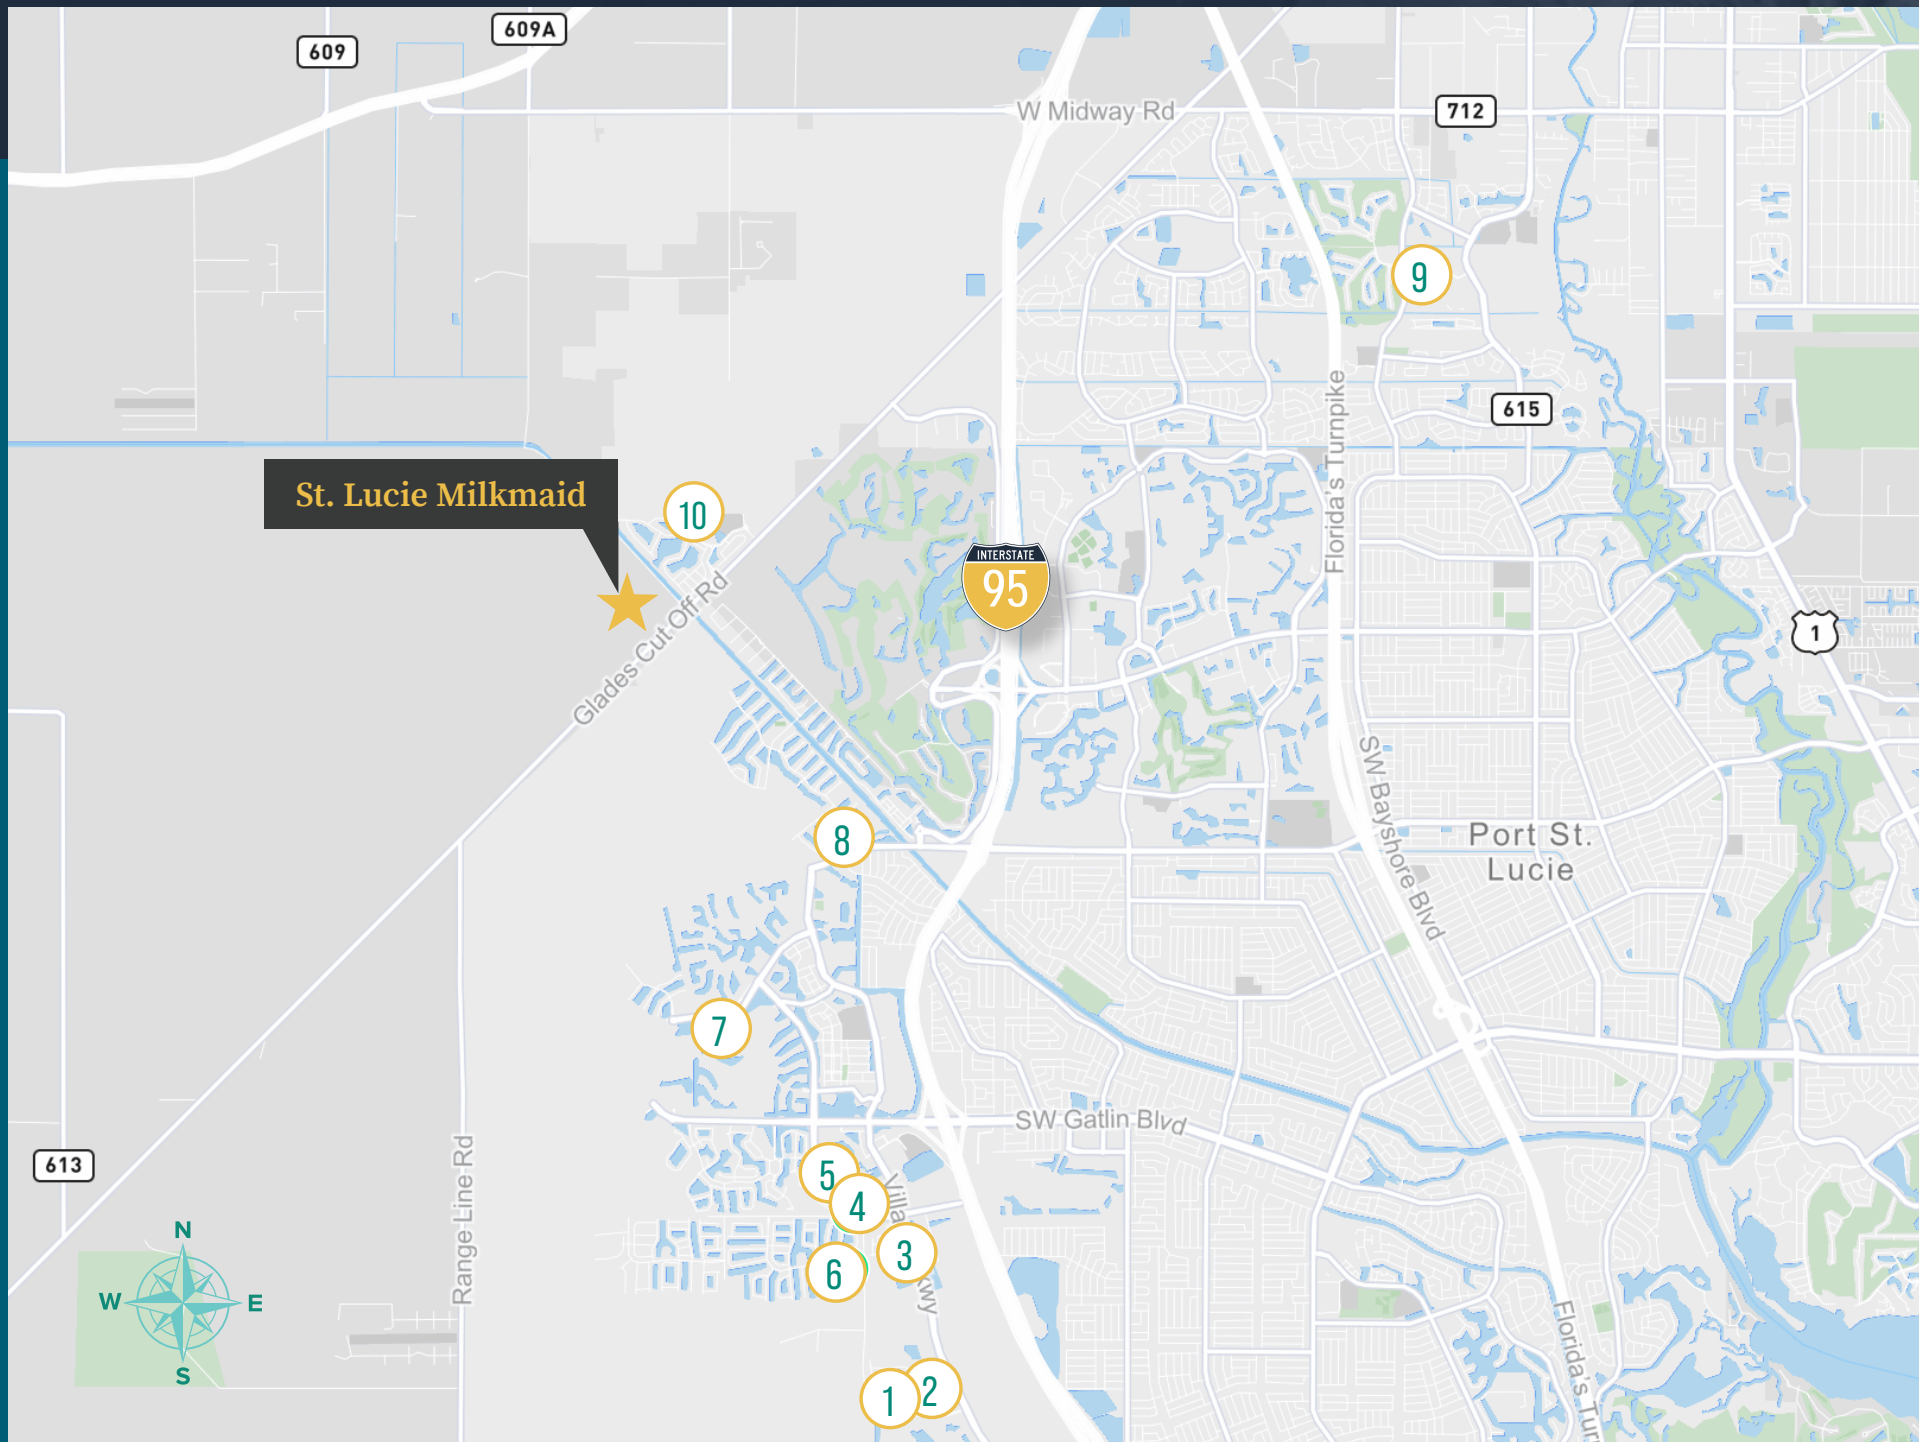 609A
609
W Midway Rd
712
9
Florida's Turnpike
615
St. Lucie Milkmaid
10
INTERSTATE
95
Glades Cut Off Rd
1
SW Bayshore Blvd
8
Port St.
Lucie
7
SW Gatlin Blvd
613
Range Line Rd
5
4
Villa
3
6
kwy
N
W
E
S
1
2
Florida's Tur